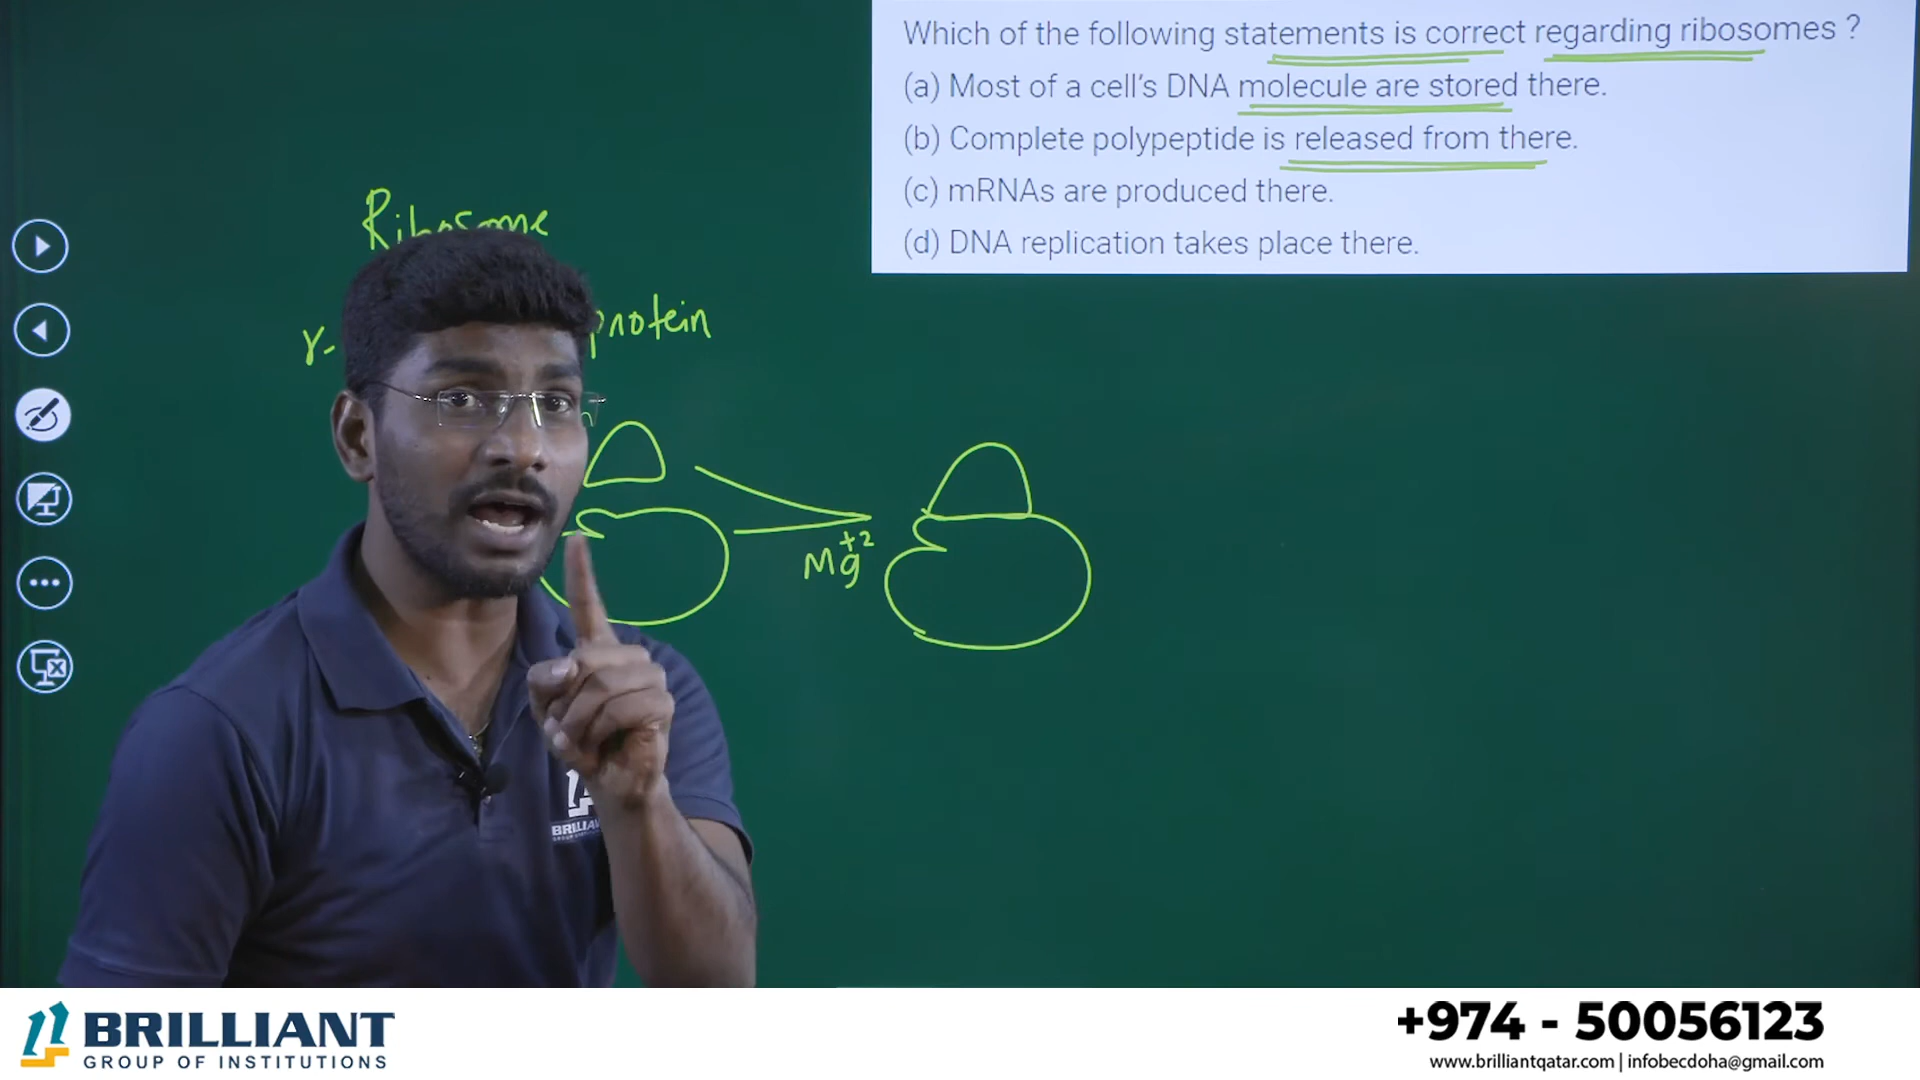 Which of the following statements is correct regarding ribosomes ?
(a) Most of a cell's DNA molecule are stored there.
(b) Complete polypeptide is released from there.
(c) mRNAs are produced there.
(d) DNA replication takes place there.
Ribosome
r-
protein
Mg+2
BRILLIANT
GROUP OF INSTITUTIONS
+974 - 50056123
www.brilliantqatar.com | infobecdoha@gmail.com